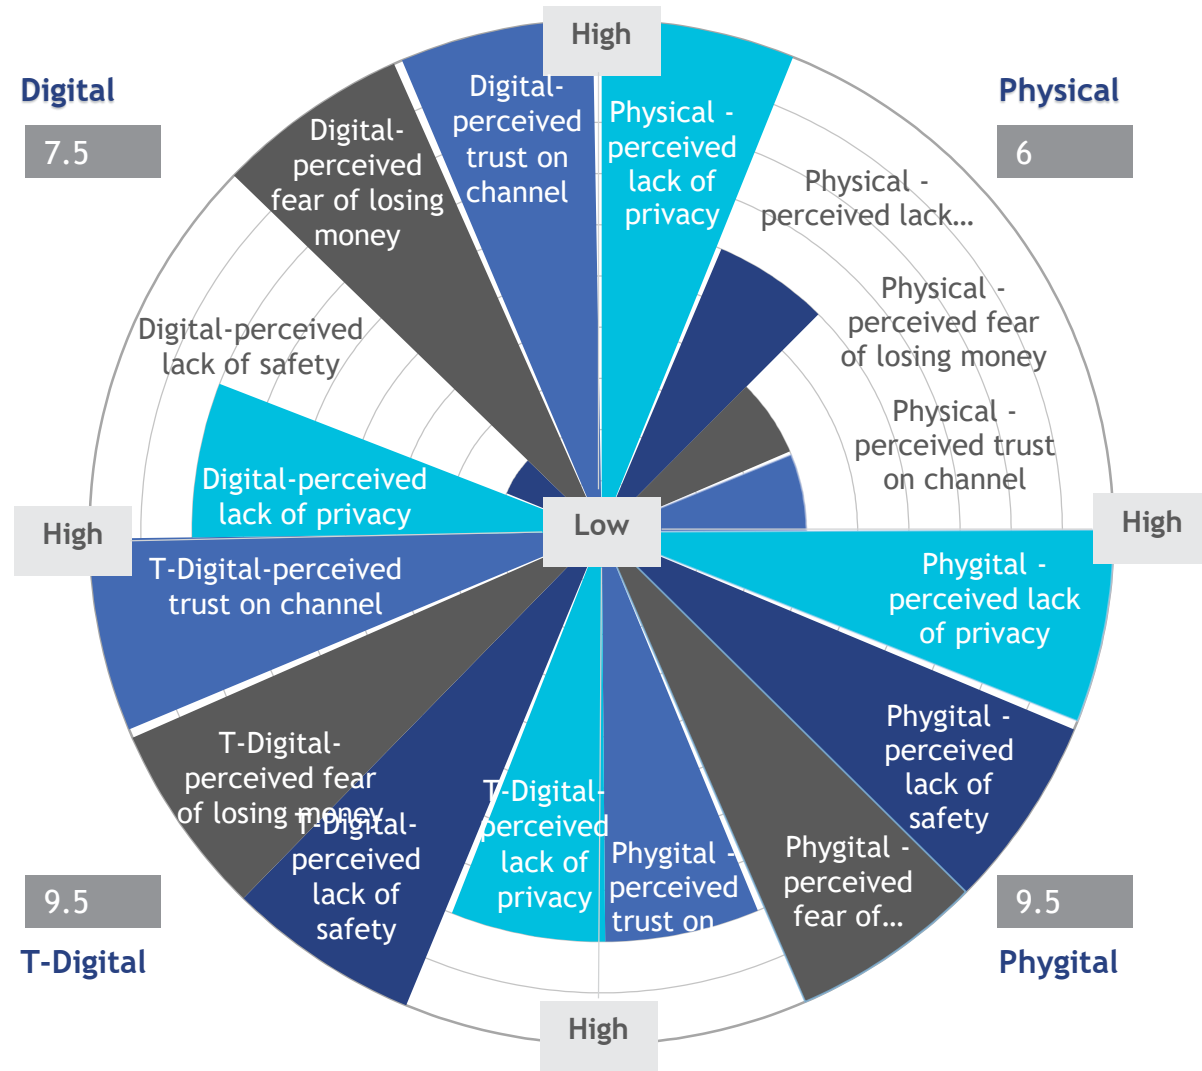 High
Digital
7.5
Physical
6
Digital-
perceived
trust on
channel
Digital-
perceived
fear of losing
money
Physical -
perceived
lack of
privacy
Physical -
perceived lack…
Physical -
perceived fear
of losing money
Physical -
perceived trust
on channel
Digital-perceived
lack of safety
Digital-perceived
lack of privacy
High
Low
High
T-Digital-perceived
trust on channel
Phygital -
perceived lack
of privacy
T-Digital-
perceived fear
of losing money
T-Digital-
perceived
lack of
safety
T-Digital-
perceived
lack of
privacy
Phygital -
perceived
trust on
Phygital -
perceived
fear of…
Phygital -
perceived
lack of
safety
9.5
T-Digital
9.5
Phygital
High